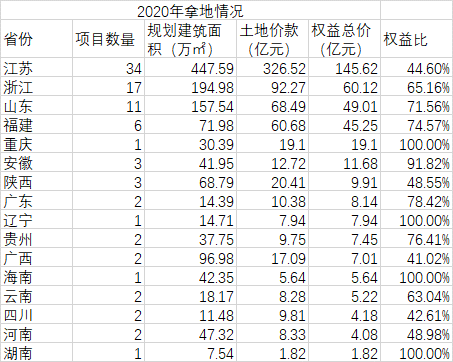 2020年拿地情况
省份 项目数量 规划建筑面积（万㎡） 土地价款（亿元） 权益总价（亿元） 权益比
江苏 34 447.59 326.52 145.62 44.60%
浙江 17 194.98 92.27 60.12 65.16%
山东 11 157.54 68.49 49.01 71.56%
福建 6 71.98 60.68 45.25 74.57%
重庆 1 30.39 19.1 19.1 100.00%
安徽 3 41.95 12.72 11.68 91.82%
陕西 3 68.79 20.41 9.91 48.55%
广东 2 14.39 10.38 8.14 78.42%
辽宁 1 14.71 7.94 7.94 100.00%
贵州 2 37.75 9.75 7.45 76.41%
广西 2 96.98 17.09 7.01 41.02%
海南 1 42.35 5.64 5.64 100.00%
云南 2 18.17 8.28 5.22 63.04%
四川 2 11.48 9.81 4.18 42.61%
河南 2 47.32 8.33 4.08 48.98%
湖南 1 7.54 1.82 1.82 100.00%